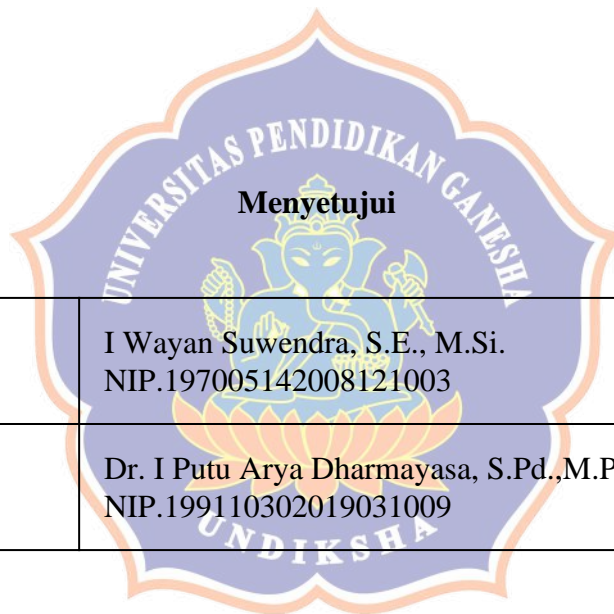 UNIVERSITAS PENDIDIKAN GANESHA
Menyetujui
I Wayan Suwendra, S.E., M.Si.
NIP.197005142008121003
Dr. I Putu Arya Dharmayasa, S.Pd.,M.P
NIP.199110302019031009
UNDIKSHA